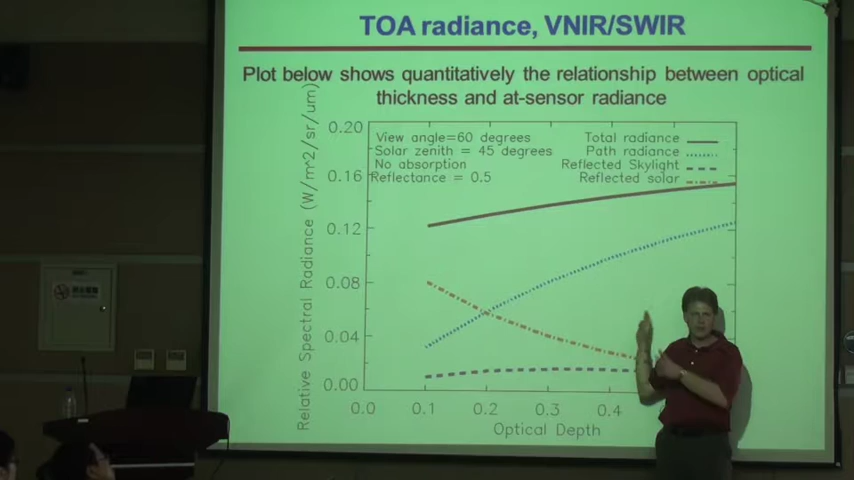 TOA radiance, VNIR/SWIR
Plot below shows quantitatively the relationship between optical
thickness and at-sensor radiance
Relative Spectral Radiance (W/m2/sr/um)
0.20
0.16
0.12
0.08
0.04
0.00
View angle=60 degrees
Solar zenith = 45 degrees
No absorption
Reflectance = 0.5
Total radiance
Path radiance
Reflected Skylight
Reflected solar
0.0 0.1 0.2 0.3 0.4
Optical Depth